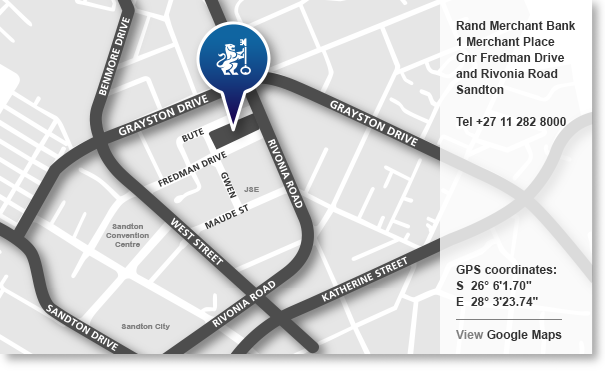 BENMORE DRIVE
GRAYSTON DRIVE
GRAYSTON DRIVE
BUTE
FREDMAN DRIVE
GWEN
JSE
RIVONIA ROAD
MAUDE ST
WEST STREET
Sandton
Convention
Centre
KATHERINE STREET
RIVONIA ROAD
SANDTON DRIVE
Sandton City
Rand Merchant Bank
1 Merchant Place
Cnr Fredman Drive
and Rivonia Road
Sandton
Tel +27 11 282 8000
GPS coordinates:
S 26° 6'1.70"
E 28° 3'23.74"
View Google Maps